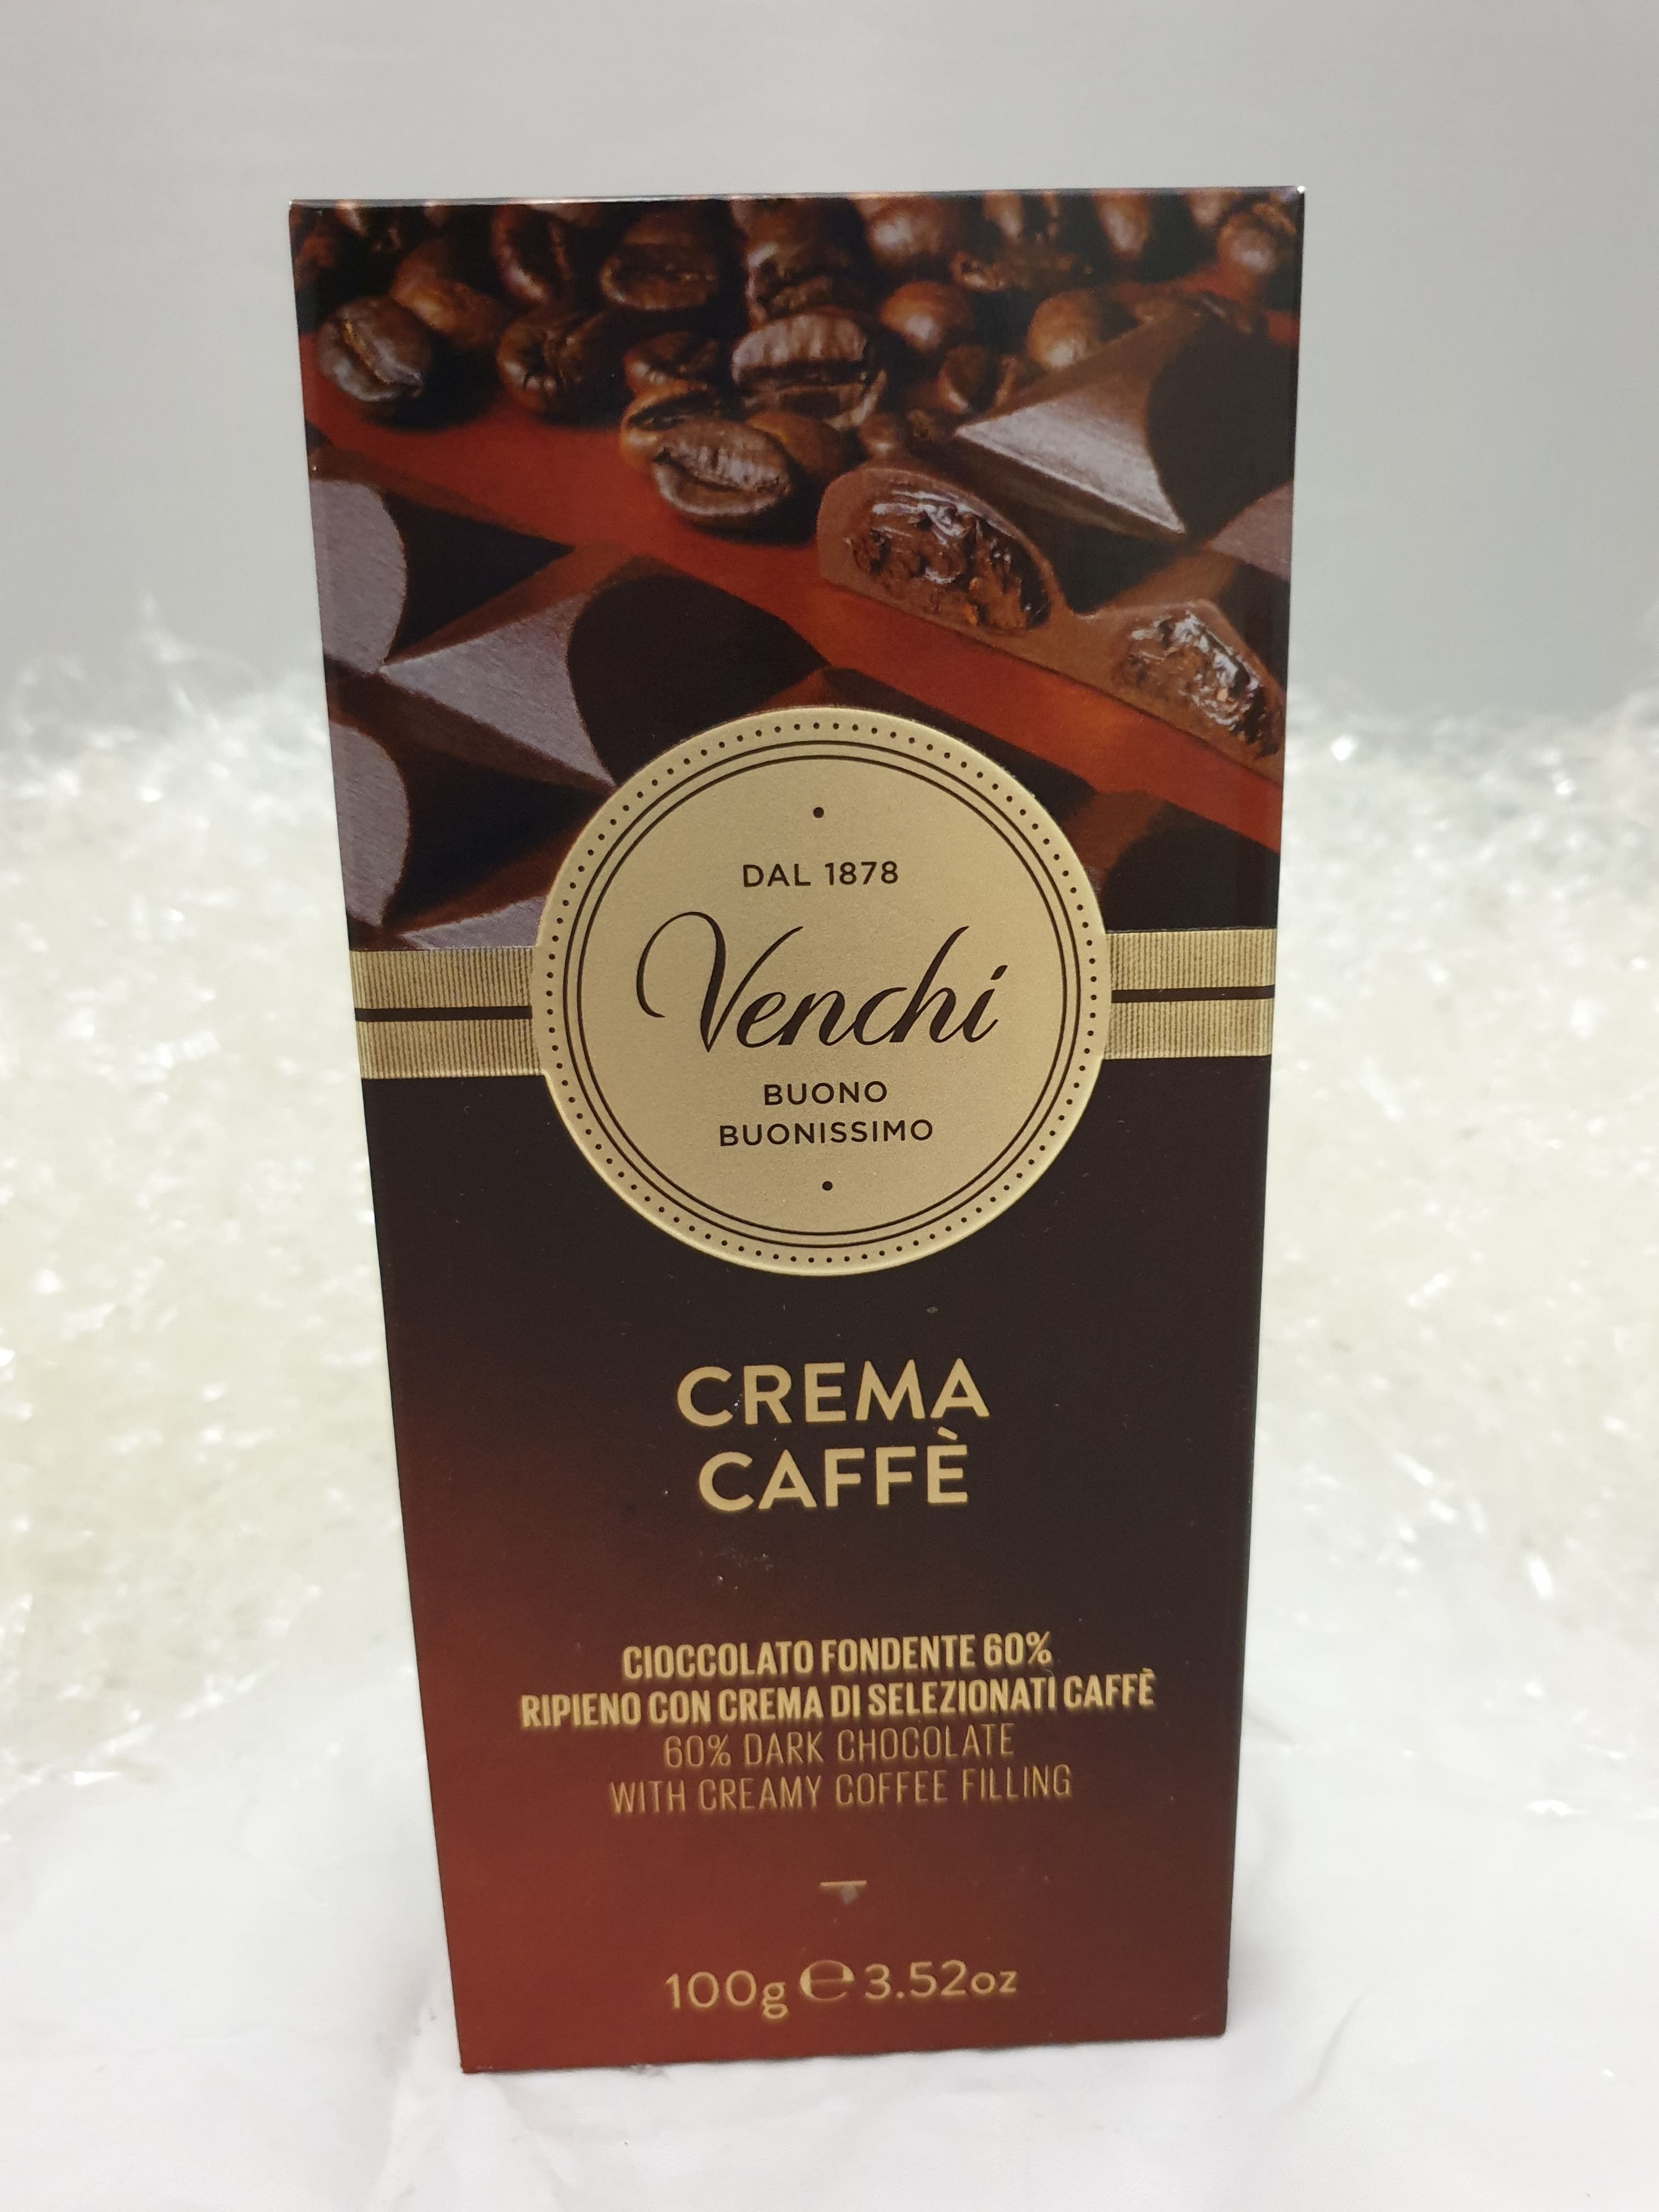 DAL 1878
Venchi
BUONO
BUONISSIMO
CREMA
CAFFÈ
CIOCCOLATO FONDENTE 60%
RIPIENO CON CREMA DI SELEZIONATI CAFFÈ
60% DARK CHOCOLATE
WITH CREAMY COFFEE FILLING
100g ℮ 3.52oz